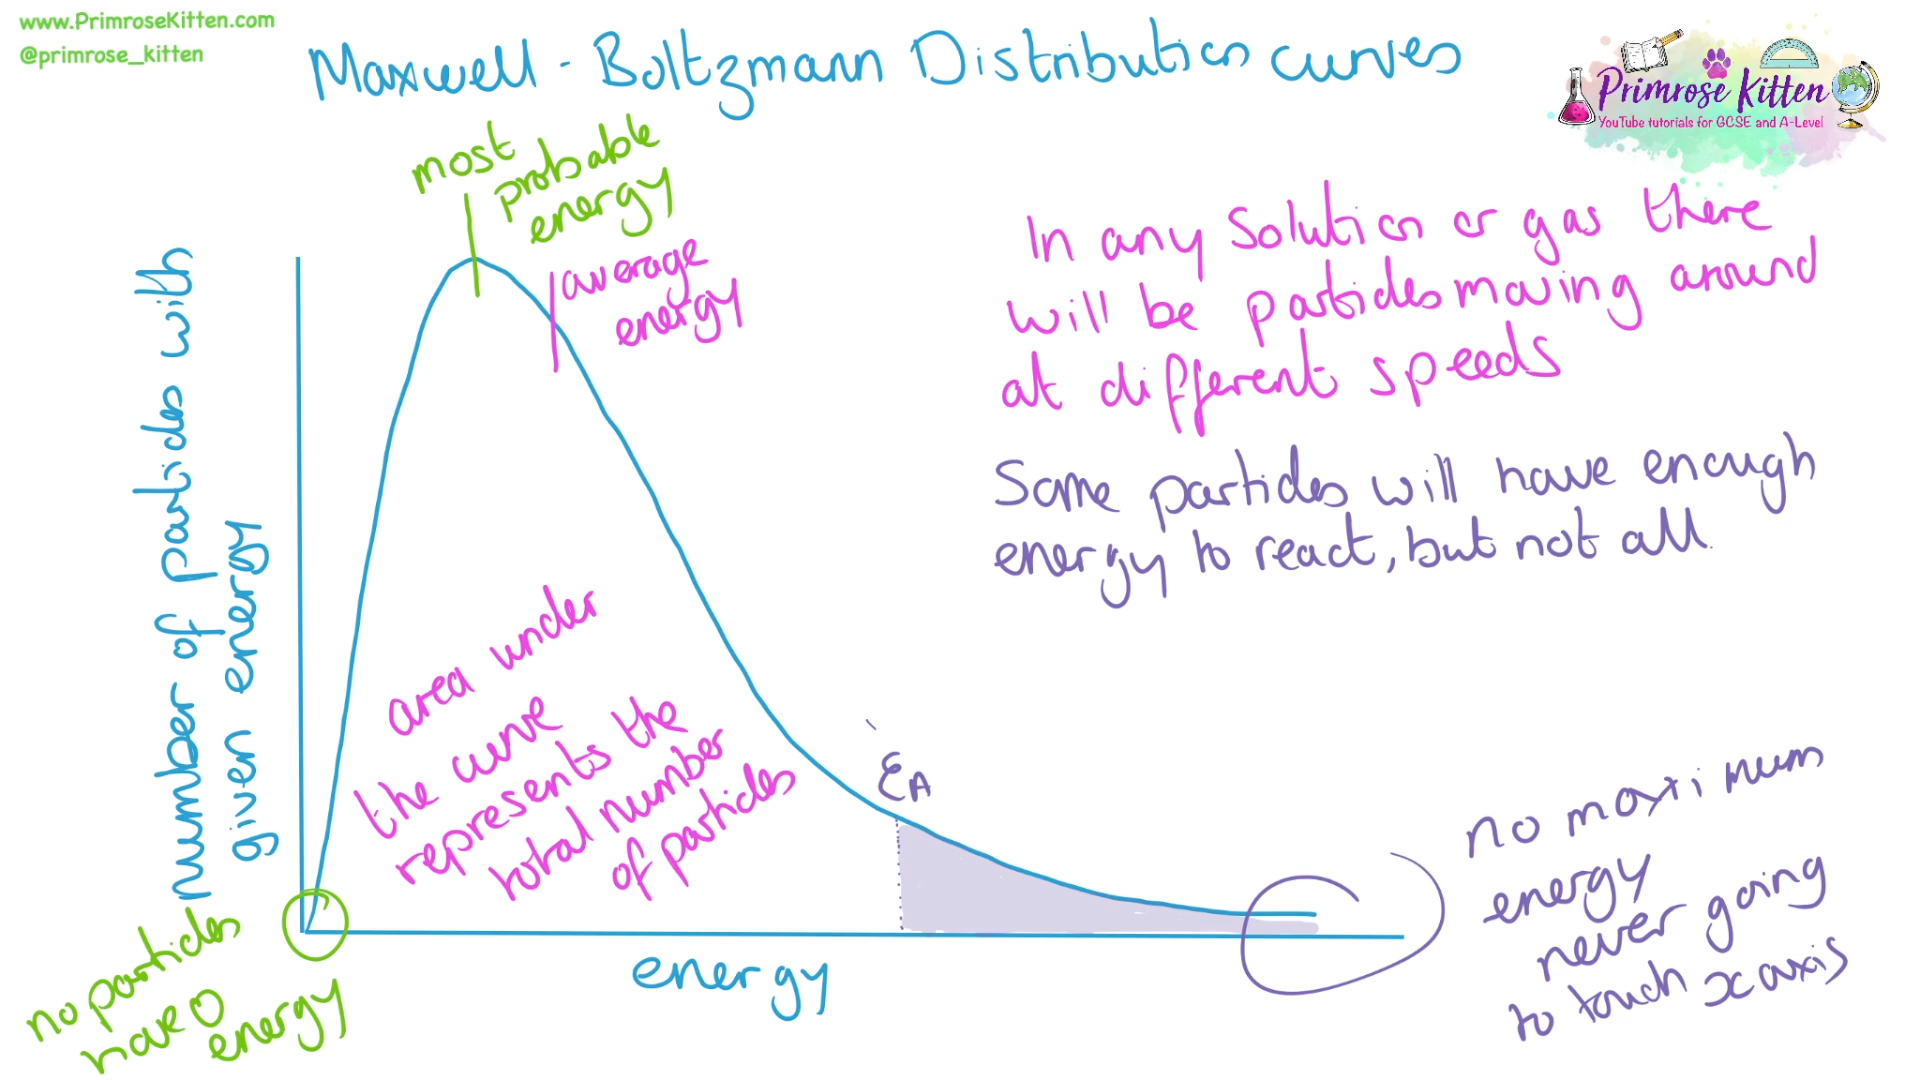 www.PrimroseKitten.com
@primrose_kitten
Maxwell - Boltzmann Distribution curves
Primrose Kitten
YouTube tutorials for GCSE and A-Level
most
probable
energy
average
energy
number of particles with
given energy
In any solution or gas there
will be particles moving around
at different speeds
Some particles will have enough
energy to react, but not all.
area under
the curve
represents the
total number
of particles
EA
no maximum
energy
never going
to touch x axis
no particles
have 0
energy
energy